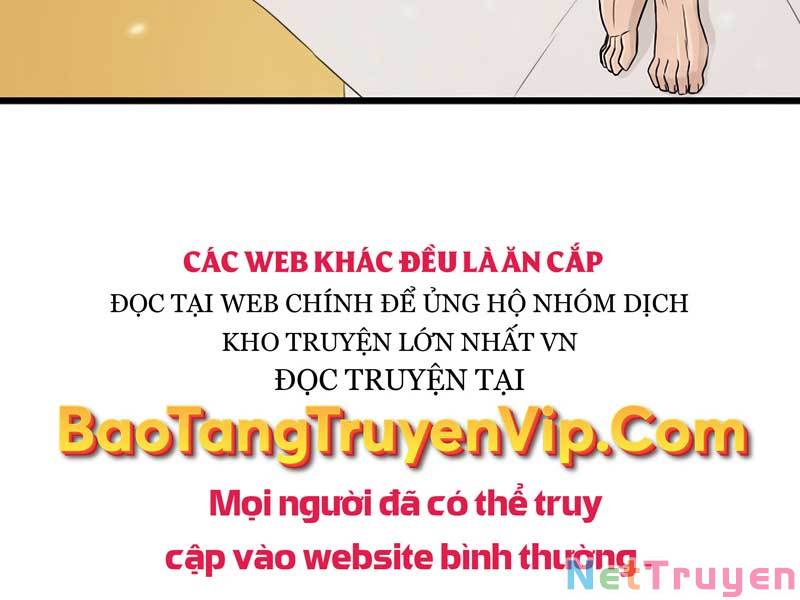 CÁC WEB KHÁC ĐỀU LÀ ĂN CẮP
ĐỌC TẠI WEB CHÍNH ĐỂ ỦNG HỘ NHÓM DỊCH
KHO TRUYỆN LỚN NHẤT VN
ĐỌC TRUYỆN TẠI
BaoTangTruyenVip.Com
Mọi người đã có thể truy
cập vào website bình thường.
NetTruyen